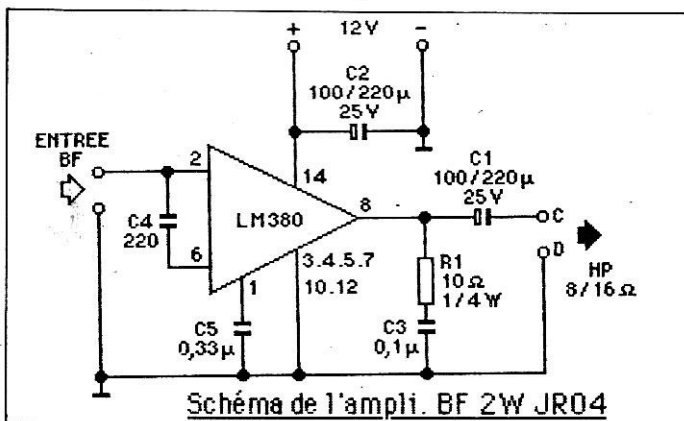 + 12V -
C2
100/220µ
25V
ENTREE
BF
2
14
C1
100/220µ
25V
C4
220
LM380
8
C
D
6
3.4.5.7
10.12
1
R1
10Ω
1/4W
HP
8/16Ω
C5
0,33µ
C3
0,1µ
Schéma de l'ampli. BF 2W JR04